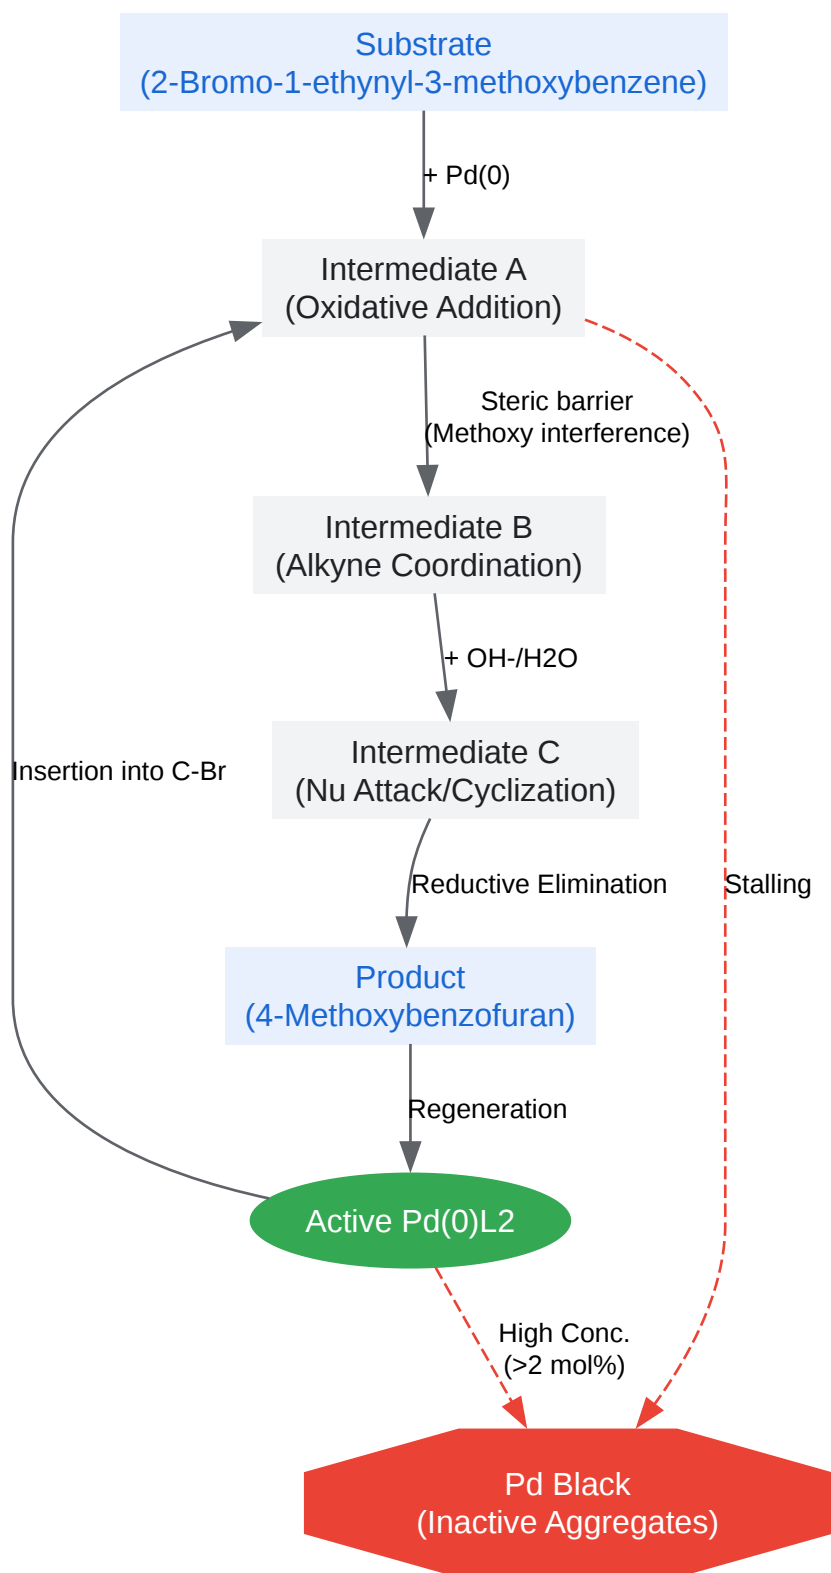 Substrate
(2-Bromo-1-ethynyl-3-methoxybenzene)
+ Pd(0)
Intermediate A
(Oxidative Addition)
Steric barrier
(Methoxy interference)
Intermediate B
(Alkyne Coordination)
+ OH-/H2O
Intermediate C
(Nu Attack/Cyclization)
Insertion into C-Br
Reductive Elimination
Stalling
Product
(4-Methoxybenzofuran)
Regeneration
Active Pd(0)L2
High Conc.
(>2 mol%)
Pd Black
(Inactive Aggregates)